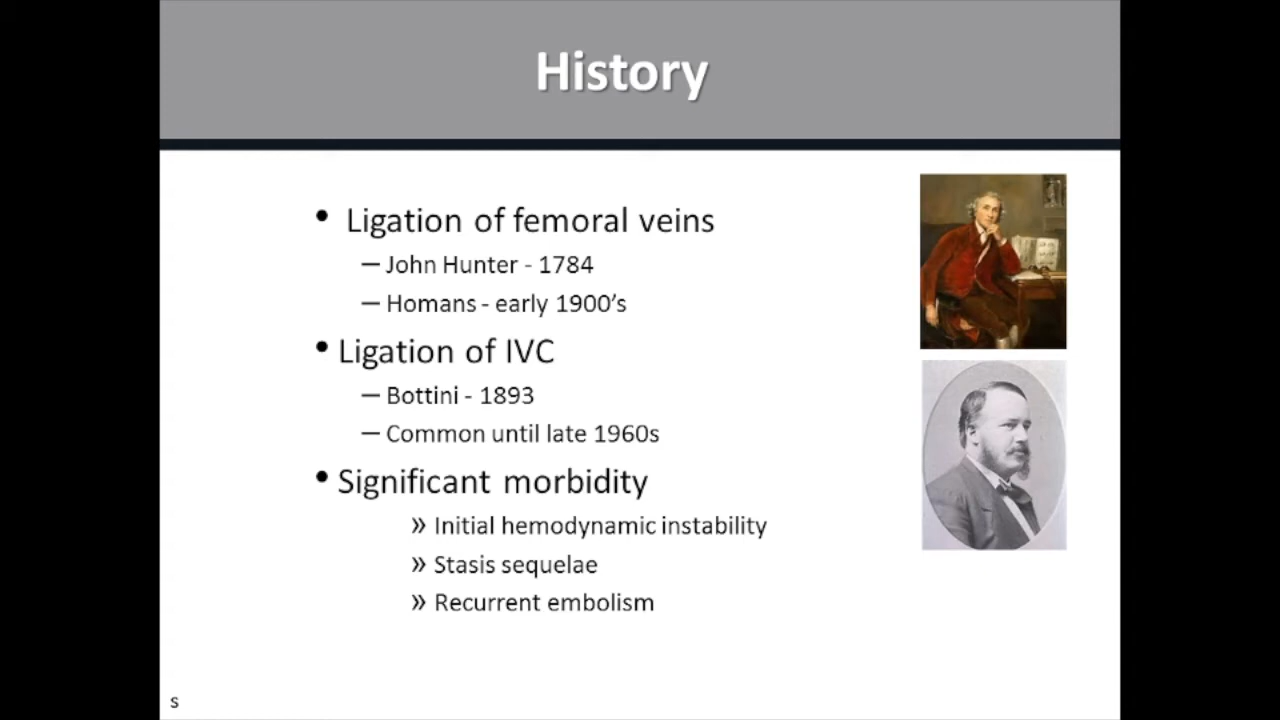 History
• Ligation of femoral veins
– John Hunter - 1784
– Homans - early 1900’s
• Ligation of IVC
– Bottini - 1893
– Common until late 1960s
• Significant morbidity
» Initial hemodynamic instability
» Stasis sequelae
» Recurrent embolism
s